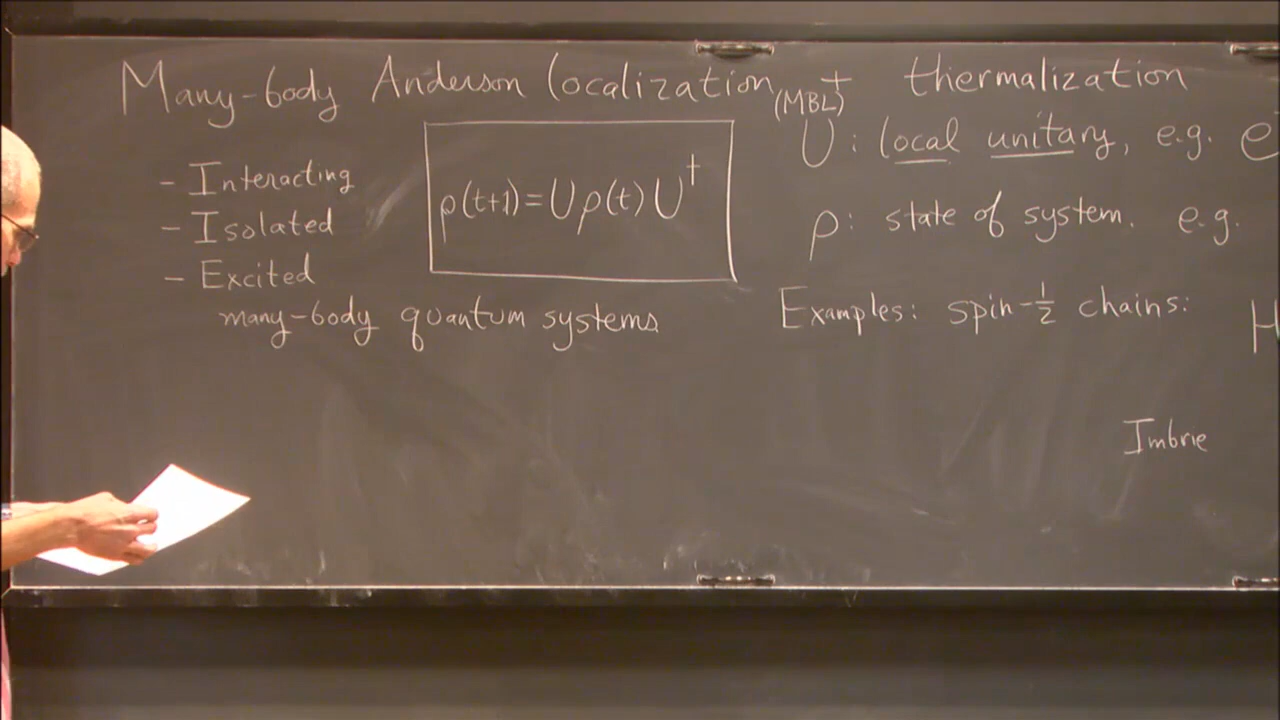 Many-body Anderson localization + thermalization
(MBL)
- Interacting
- Isolated
- Excited
many-body quantum systems
ρ(t+1)=Uρ(t)U†
U: local unitary, e.g. e
ρ: state of system. e.g.
Examples: spin-1/2 chains: H
Imbrie